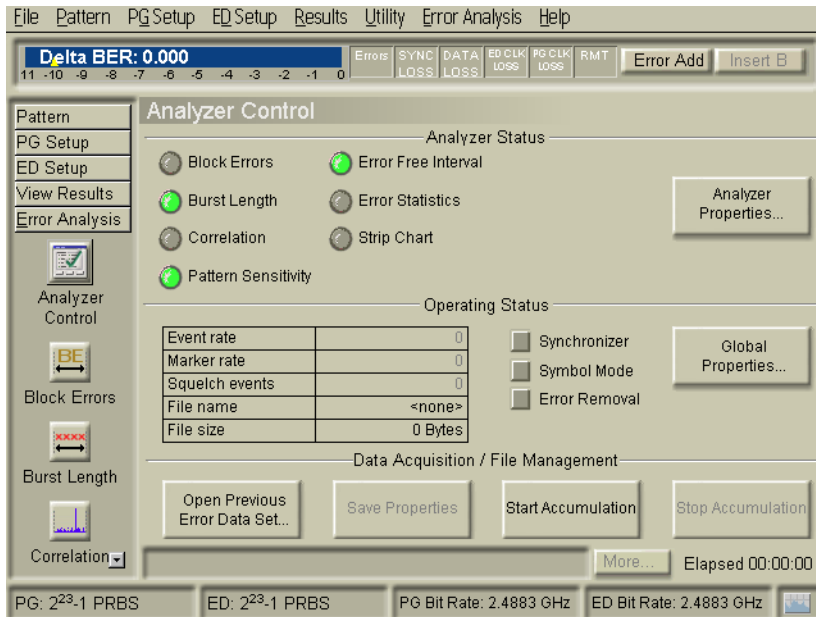 File Pattern PG Setup ED Setup Results Utility Error Analysis Help
Delta BER: 0.000
11 -10 -9 -8 -7 -6 -5 -4 -3 -2 -1 0
Errors
SYNC LOSS
DATA LOSS
ED CLK LOSS
PG CLK LOSS
RMT
Error Add
Insert B
Pattern
PG Setup
ED Setup
View Results
Error Analysis
Analyzer Control
BE
Block Errors
xxxx
Burst Length
Correlation
Analyzer Control
Analyzer Status
Block Errors
Error Free Interval
Burst Length
Error Statistics
Correlation
Strip Chart
Pattern Sensitivity
Analyzer Properties...
Operating Status
Event rate 0
Marker rate 0
Squelch events 0
File name <none>
File size 0 Bytes
Synchronizer
Symbol Mode
Error Removal
Global Properties...
Data Acquisition / File Management
Open Previous Error Data Set...
Save Properties
Start Accumulation
Stop Accumulation
More...
Elapsed 00:00:00
PG: 2²³-1 PRBS
ED: 2²³-1 PRBS
PG Bit Rate: 2.4883 GHz
ED Bit Rate: 2.4883 GHz